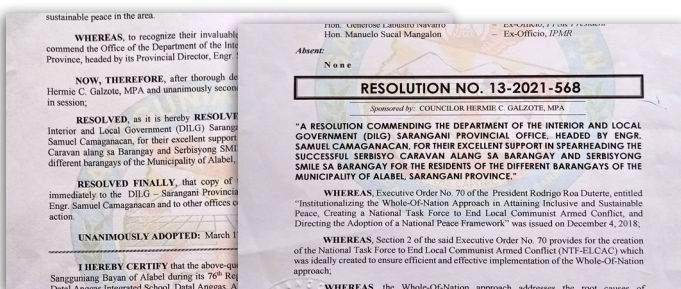 sustainable peace in the area.
WHEREAS, to recognize their invaluable
commend the Office of the Department of the Inte
Province, headed by its Provincial Director, Engr. S
NOW, THEREFORE, after thorough de
Hermie C. Galzote, MPA and unanimously secon
in session;
RESOLVED, as it is hereby RESOLVE
Interior and Local Government (DILG) Saranga
Samuel Camaganacan, for their excellent support
Caravan alang sa Barangay and Serbisyong SMI
different barangays of the Municipality of Alabel,
RESOLVED FINALLY, that copy of
immediately to the DILG – Sarangani Provincia
Engr. Samuel Camaganacan and to other offices c
action.
UNANIMOUSLY ADOPTED: March 1
I HEREBY CERTIFY that the above-qu
Sangguniang Bayan of Alabel during its 76th Reg
Datal Anggas Integrated School, Datal Anggas, A
Hon. Generose Labustro Navarro – Ex-Officio, President
Hon. Manuelo Sucal Mangalon – Ex-Officio, IPMR
Absent:
None
RESOLUTION NO. 13-2021-568
Sponsored by: COUNCILOR HERMIE C. GALZOTE, MPA
"A RESOLUTION COMMENDING THE DEPARTMENT OF THE INTERIOR AND LOCAL
GOVERNMENT (DILG) SARANGANI PROVINCIAL OFFICE, HEADED BY ENGR.
SAMUEL CAMAGANACAN, FOR THEIR EXCELLENT SUPPORT IN SPEARHEADING THE
SUCCESSFUL SERBISYO CARAVAN ALANG SA BARANGAY AND SERBISYONG
SMILE SA BARANGAY FOR THE RESIDENTS OF THE DIFFERENT BARANGAYS OF THE
MUNICIPALITY OF ALABEL, SARANGANI PROVINCE."
WHEREAS, Executive Order No. 70 of the President Rodrigo Roa Duterte, entitled
"Institutionalizing the Whole-Of-Nation Approach in Attaining Inclusive and Sustainable
Peace, Creating a National Task Force to End Local Communist Armed Conflict, and
Directing the Adoption of a National Peace Framework" was issued on December 4, 2018;
WHEREAS, Section 2 of the said Executive Order No. 70 provides for the creation
of the National Task Force to End Local Communist Armed Conflict (NTF-ELCAC) which
was ideally created to ensure efficient and effective implementation of the Whole-Of-Nation
approach;
WHEREAS, the Whole-Of-Nation approach addresses the root causes of